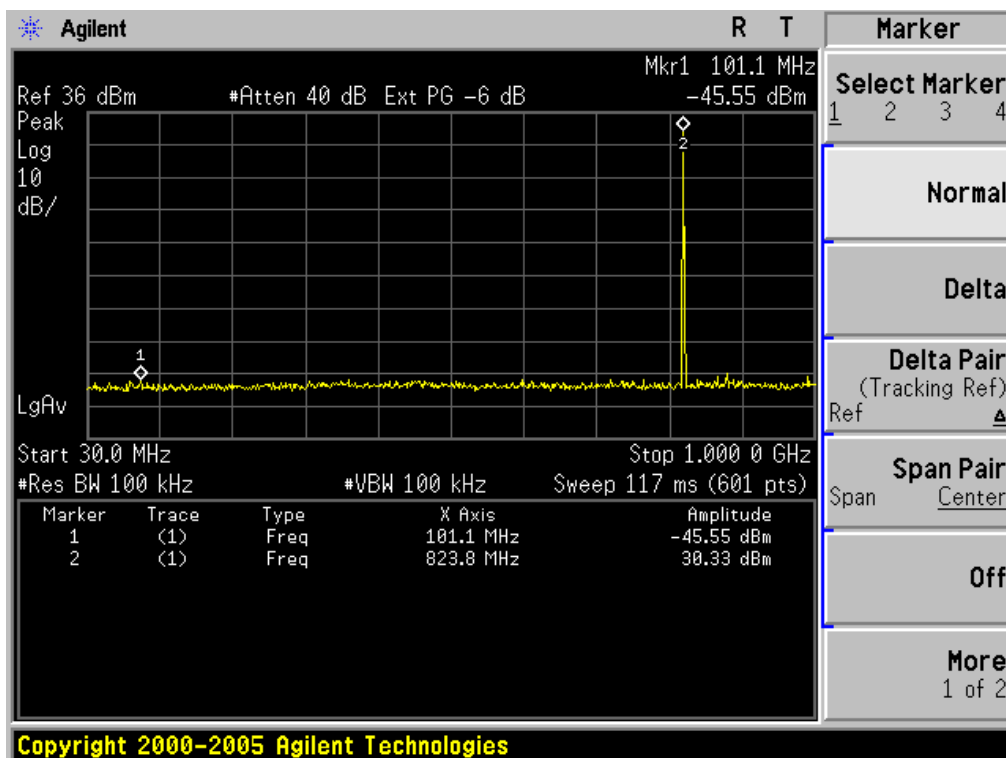 Agilent R T
Mkr1 101.1 MHz
Ref 36 dBm #Atten 40 dB Ext PG -6 dB -45.55 dBm
Peak
Log
10
dB/
2
1
LgAv
Start 30.0 MHz Stop 1.000 0 GHz
#Res BW 100 kHz #VBW 100 kHz Sweep 117 ms (601 pts)
Marker Trace Type X Axis Amplitude
1 (1) Freq 101.1 MHz -45.55 dBm
2 (1) Freq 823.8 MHz 30.33 dBm
Copyright 2000-2005 Agilent Technologies
Marker
Select Marker
1 2 3 4
Normal
Delta
Delta Pair
(Tracking Ref)
Ref Δ
Span Pair
Span Center
Off
More
1 of 2